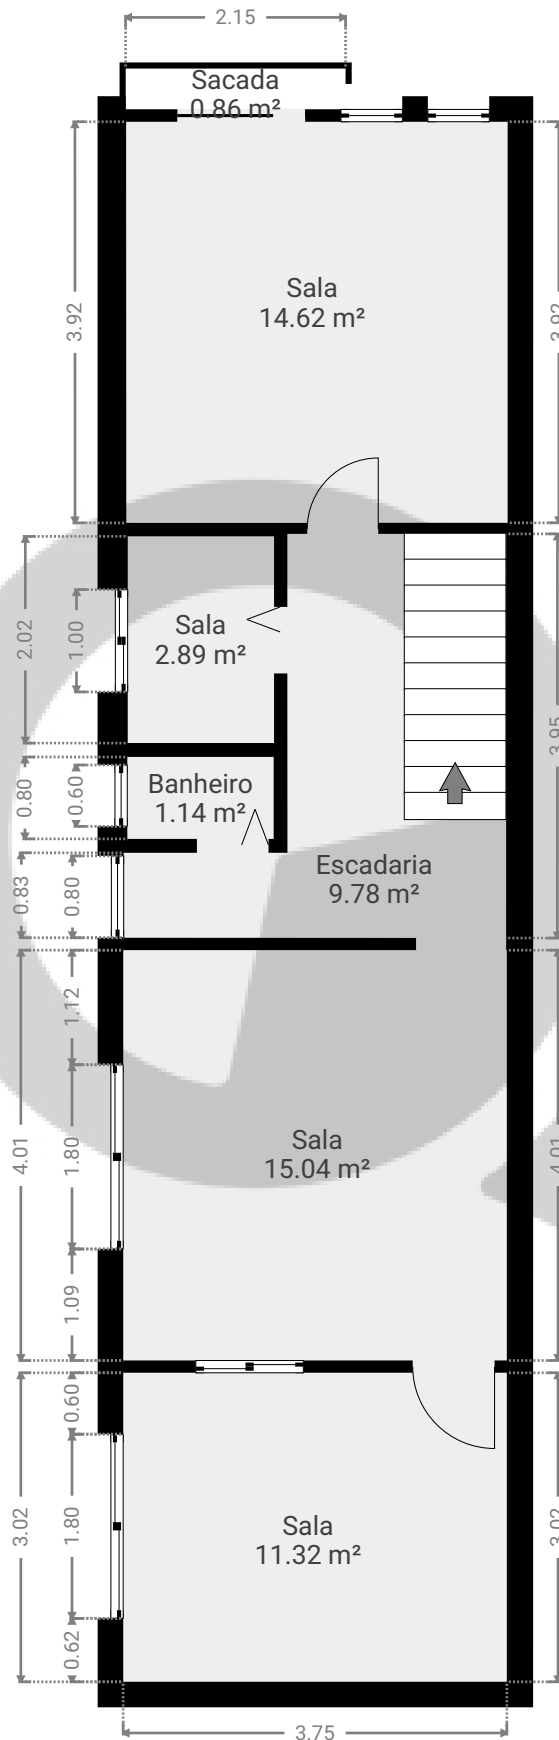 2.15
Sacada
0.86 m²
3.92
3.92
Sala
14.62 m²
2.02
1.00
Sala
2.89 m²
3.95
0.80
0.60
Banheiro
1.14 m²
0.83
0.80
Escadaria
9.78 m²
1.12
4.01
1.80
Sala
15.04 m²
4.01
1.09
0.60
3.02
1.80
Sala
11.32 m²
3.02
0.62
3.75